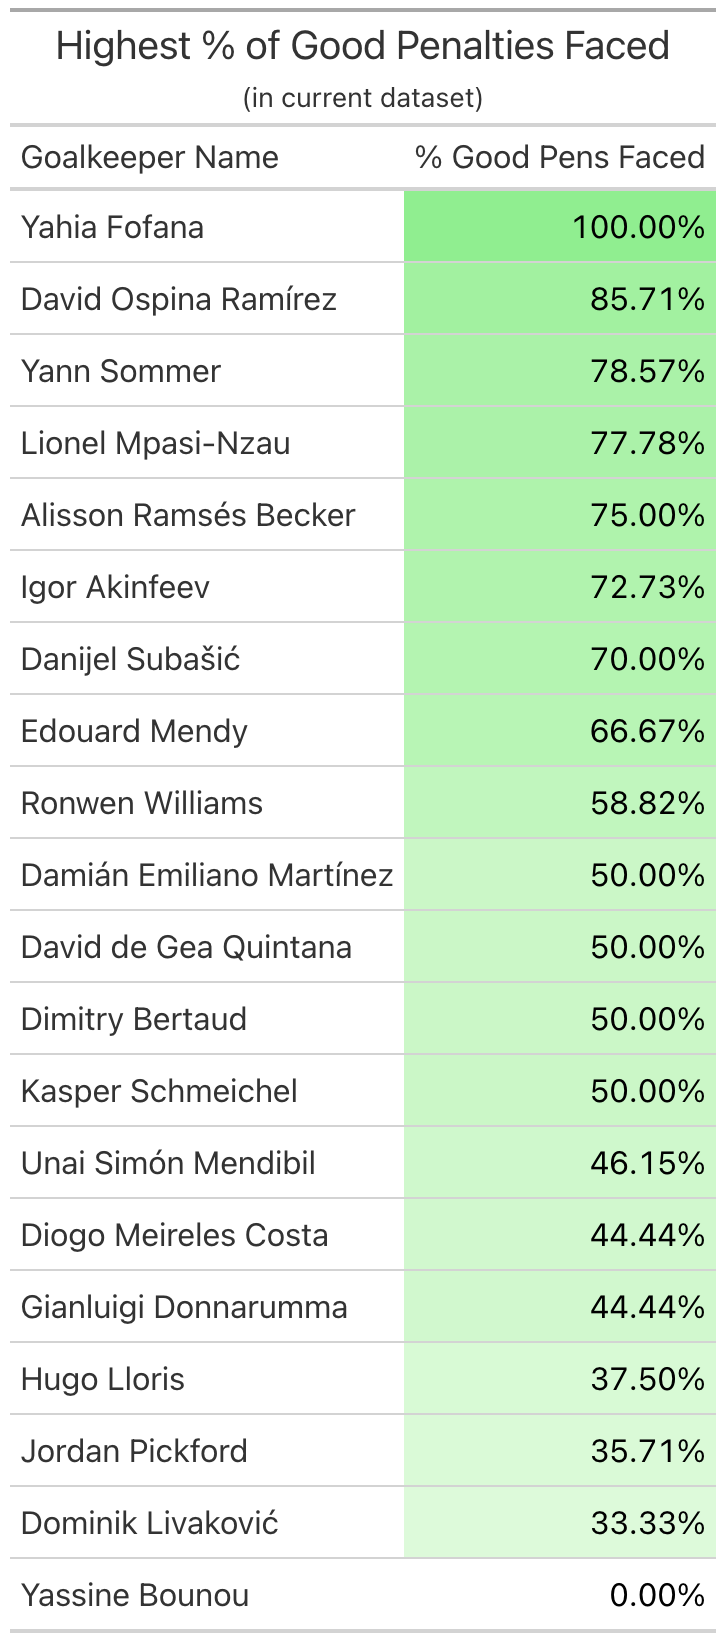 Highest % of Good Penalties Faced
(in current dataset)
Goalkeeper Name % Good Pens Faced
Yahia Fofana 100.00%
David Ospina Ramírez 85.71%
Yann Sommer 78.57%
Lionel Mpasi-Nzau 77.78%
Alisson Ramsés Becker 75.00%
Igor Akinfeev 72.73%
Danijel Subašić 70.00%
Edouard Mendy 66.67%
Ronwen Williams 58.82%
Damián Emiliano Martínez 50.00%
David de Gea Quintana 50.00%
Dimitry Bertaud 50.00%
Kasper Schmeichel 50.00%
Unai Simón Mendibil 46.15%
Diogo Meireles Costa 44.44%
Gianluigi Donnarumma 44.44%
Hugo Lloris 37.50%
Jordan Pickford 35.71%
Dominik Livaković 33.33%
Yassine Bounou 0.00%